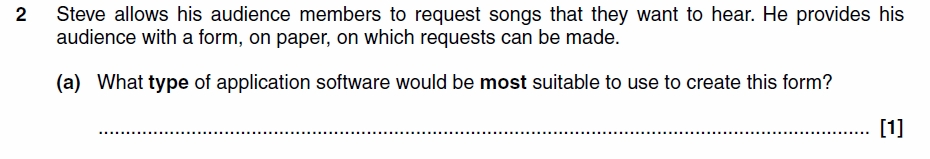 2 Steve allows his audience members to request songs that they want to hear. He provides his
audience with a form, on paper, on which requests can be made.
(a) What type of application software would be most suitable to use to create this form?
.......................................................................................................................................... [1]